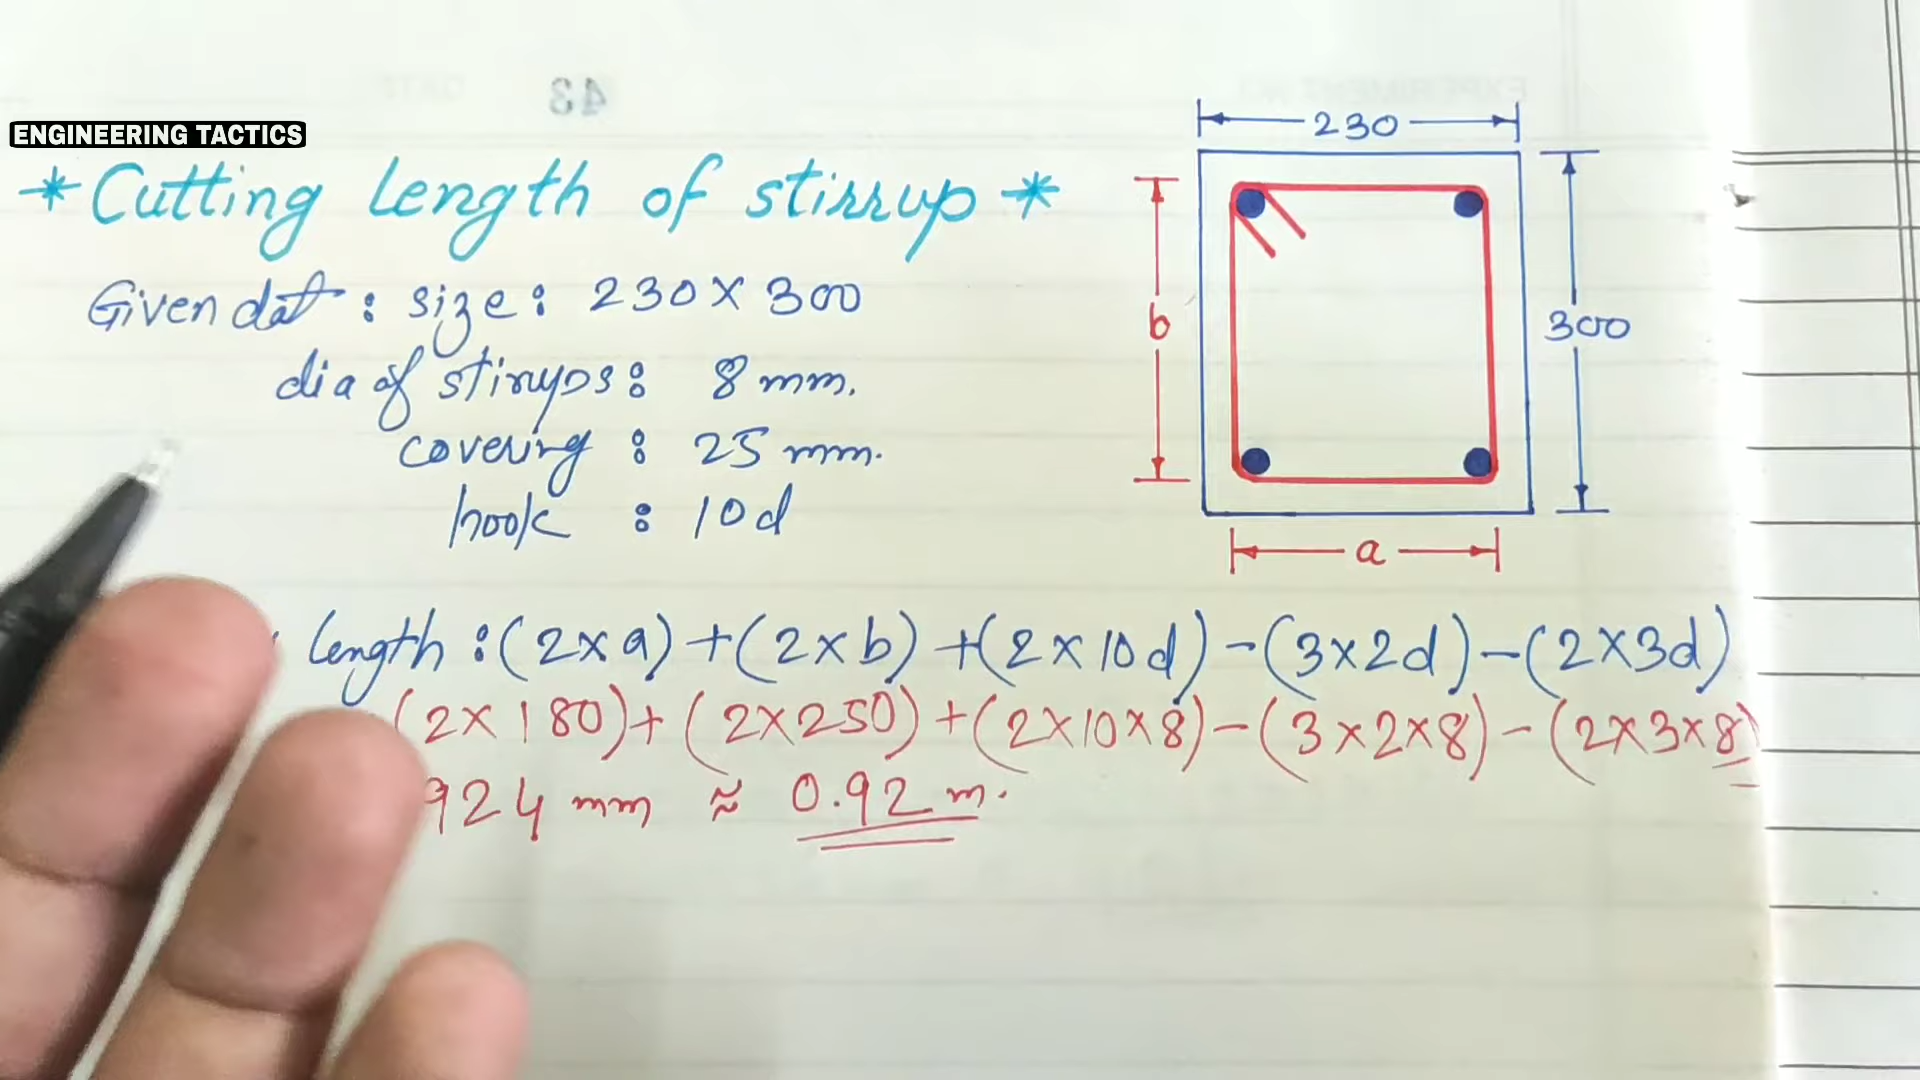 43
ENGINEERING TACTICS
* Cutting length of stirrup *
Given dat : size : 230 X 300
dia of stirrups : 8 mm.
covering : 25 mm.
hook : 10d
230
b
300
a
length : (2xa) + (2xb) + (2x10d) - (3x2d) - (2x3d)
(2x180) + (2x250) + (2x10x8) - (3x2x8) - (2x3x8)
924 mm ≈ 0.92 m.